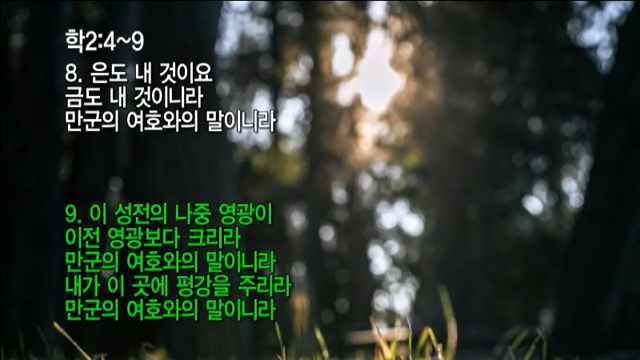 학2:4~9
8. 은도 내 것이요
금도 내 것이니라
만군의 여호와의 말이니라
9. 이 성전의 나중 영광이
이전 영광보다 크리라
만군의 여호와의 말이니라
내가 이 곳에 평강을 주리라
만군의 여호와의 말이니라